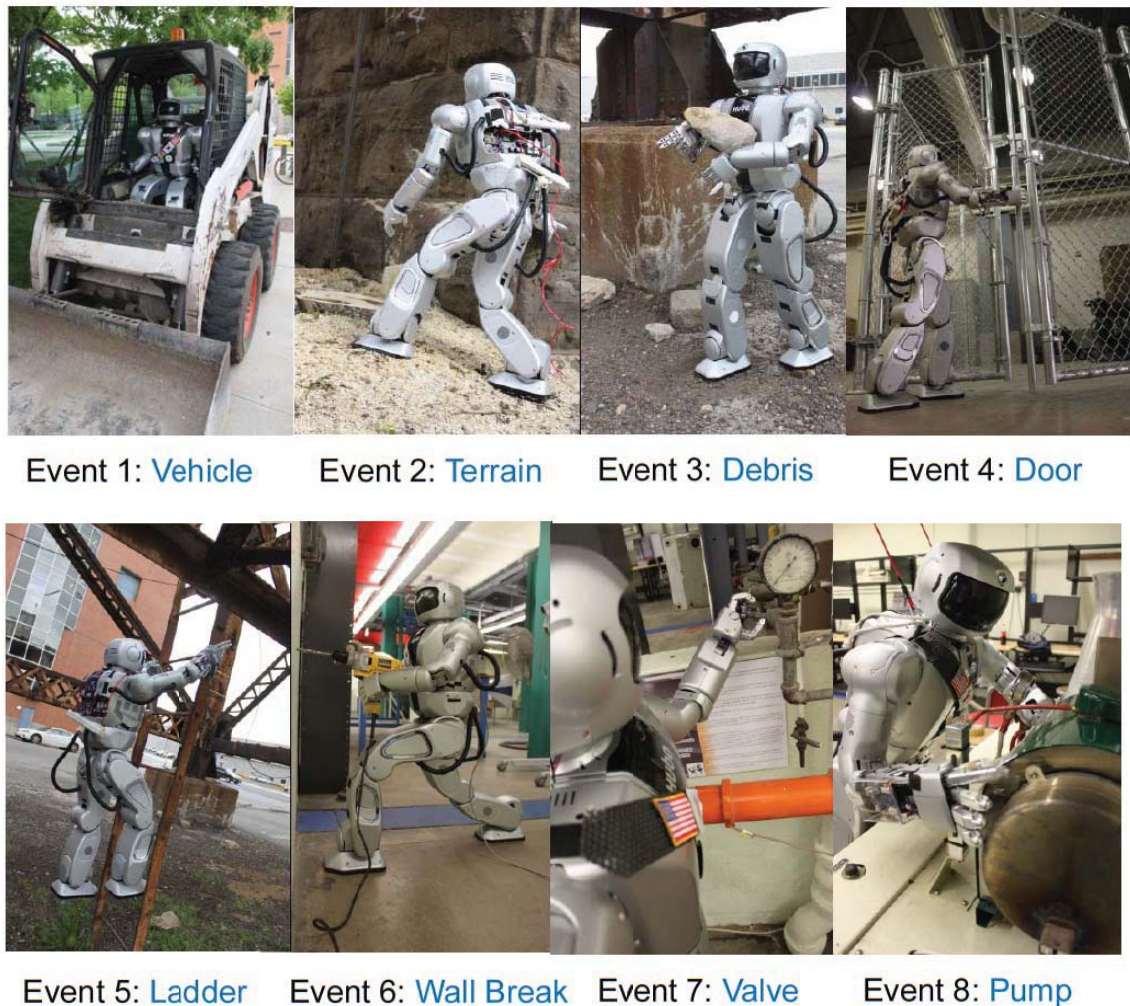 HUBO
Event 1: Vehicle
Event 2: Terrain
Event 3: Debris
Event 4: Door
Event 5: Ladder
Event 6: Wall Break
Event 7: Valve
Event 8: Pump